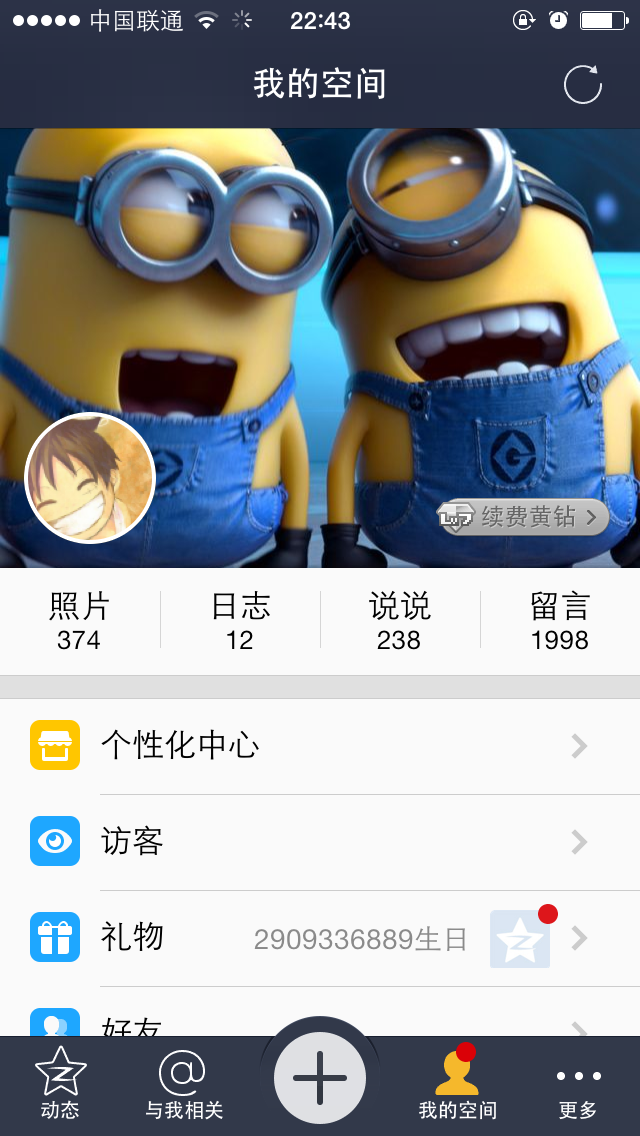 中国联通 22:43
我的空间
LV7 续费黄钻
照片 日志 说说 留言
374 12 238 1998
个性化中心
访客
礼物 2909336889生日
好友
动态 与我相关 我的空间 更多